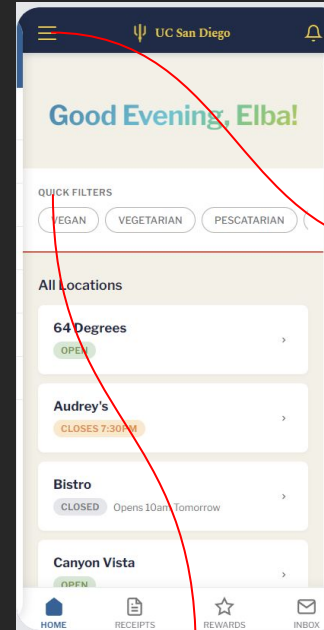 UC San Diego
Good Evening, Elba!
QUICK FILTERS
VEGAN VEGETARIAN PESCATARIAN
All Locations
64 Degrees
OPEN
Audrey's
CLOSES 7:30PM
Bistro
CLOSED Opens 10am Tomorrow
Canyon Vista
OPEN
HOME RECEIPTS REWARDS INBOX